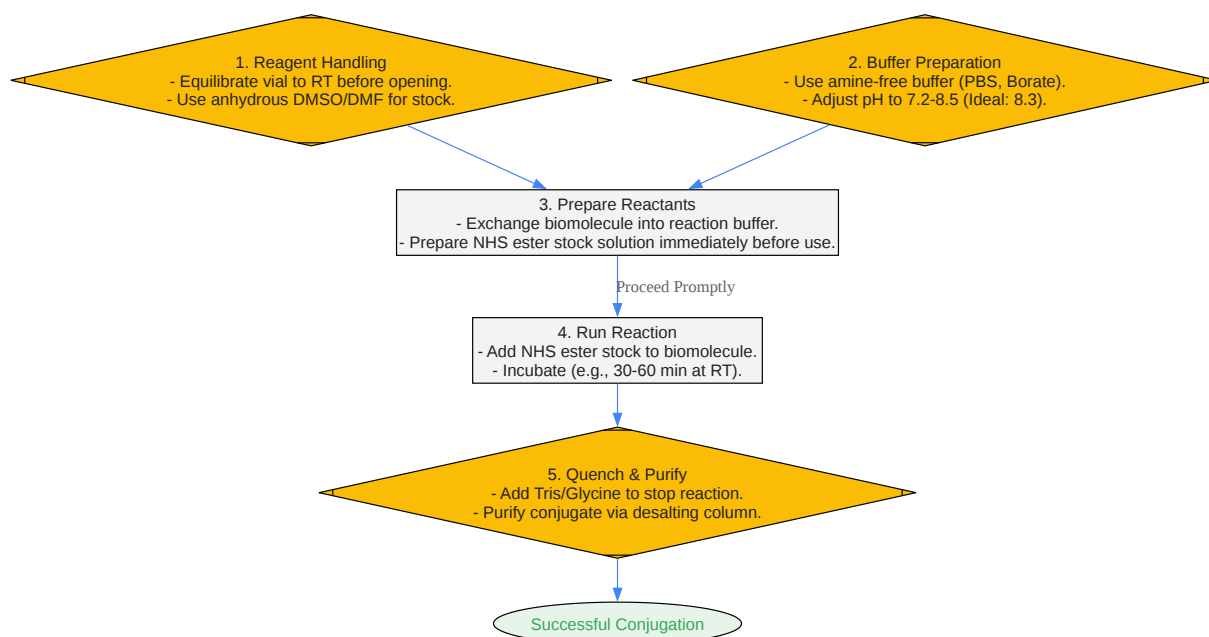 1. Reagent Handling
- Equilibrate vial to RT before opening.
- Use anhydrous DMSO/DMF for stock.
2. Buffer Preparation
- Use amine-free buffer (PBS, Borate).
- Adjust pH to 7.2-8.5 (Ideal: 8.3).
3. Prepare Reactants
- Exchange biomolecule into reaction buffer.
- Prepare NHS ester stock solution immediately before use.
Proceed Promptly
4. Run Reaction
- Add NHS ester stock to biomolecule.
- Incubate (e.g., 30-60 min at RT).
5. Quench & Purify
- Add Tris/Glycine to stop reaction.
- Purify conjugate via desalting column.
Successful Conjugation